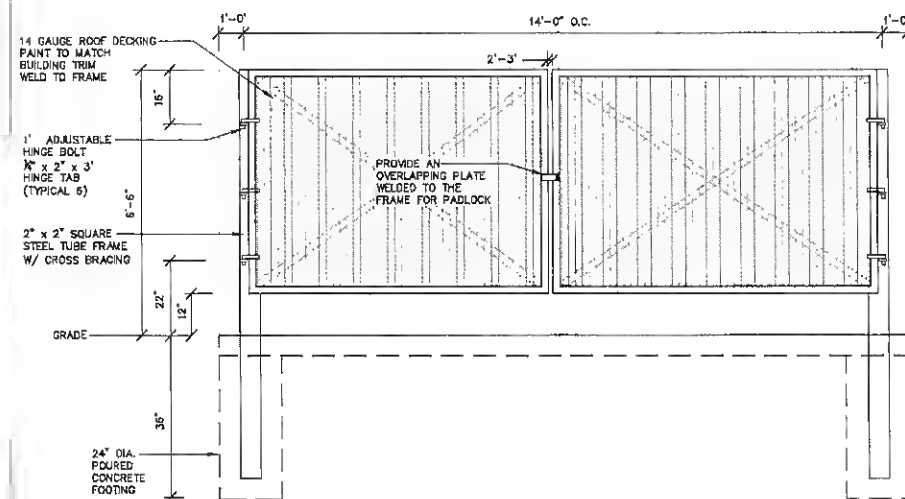 1'-0"
14'-0" O.C.
1'-0
14 GAUGE ROOF DECKING
PAINT TO MATCH
BUILDING TRIM
WELD TO FRAME
2'-3'
16"
1' ADJUSTABLE
HINGE BOLT
x 2" x 3'
HINGE TAB
(TYPICAL 6)
PROVIDE AN
OVERLAPPING PLATE
WELDED TO THE
FRAME FOR PADLOCK
6'-6"
2" x 2" SQUARE
STEEL TUBE FRAME
W/ CROSS BRACING
22"
12"
GRADE
36"
24" DIA.
POURED
CONCRETE
FOOTING